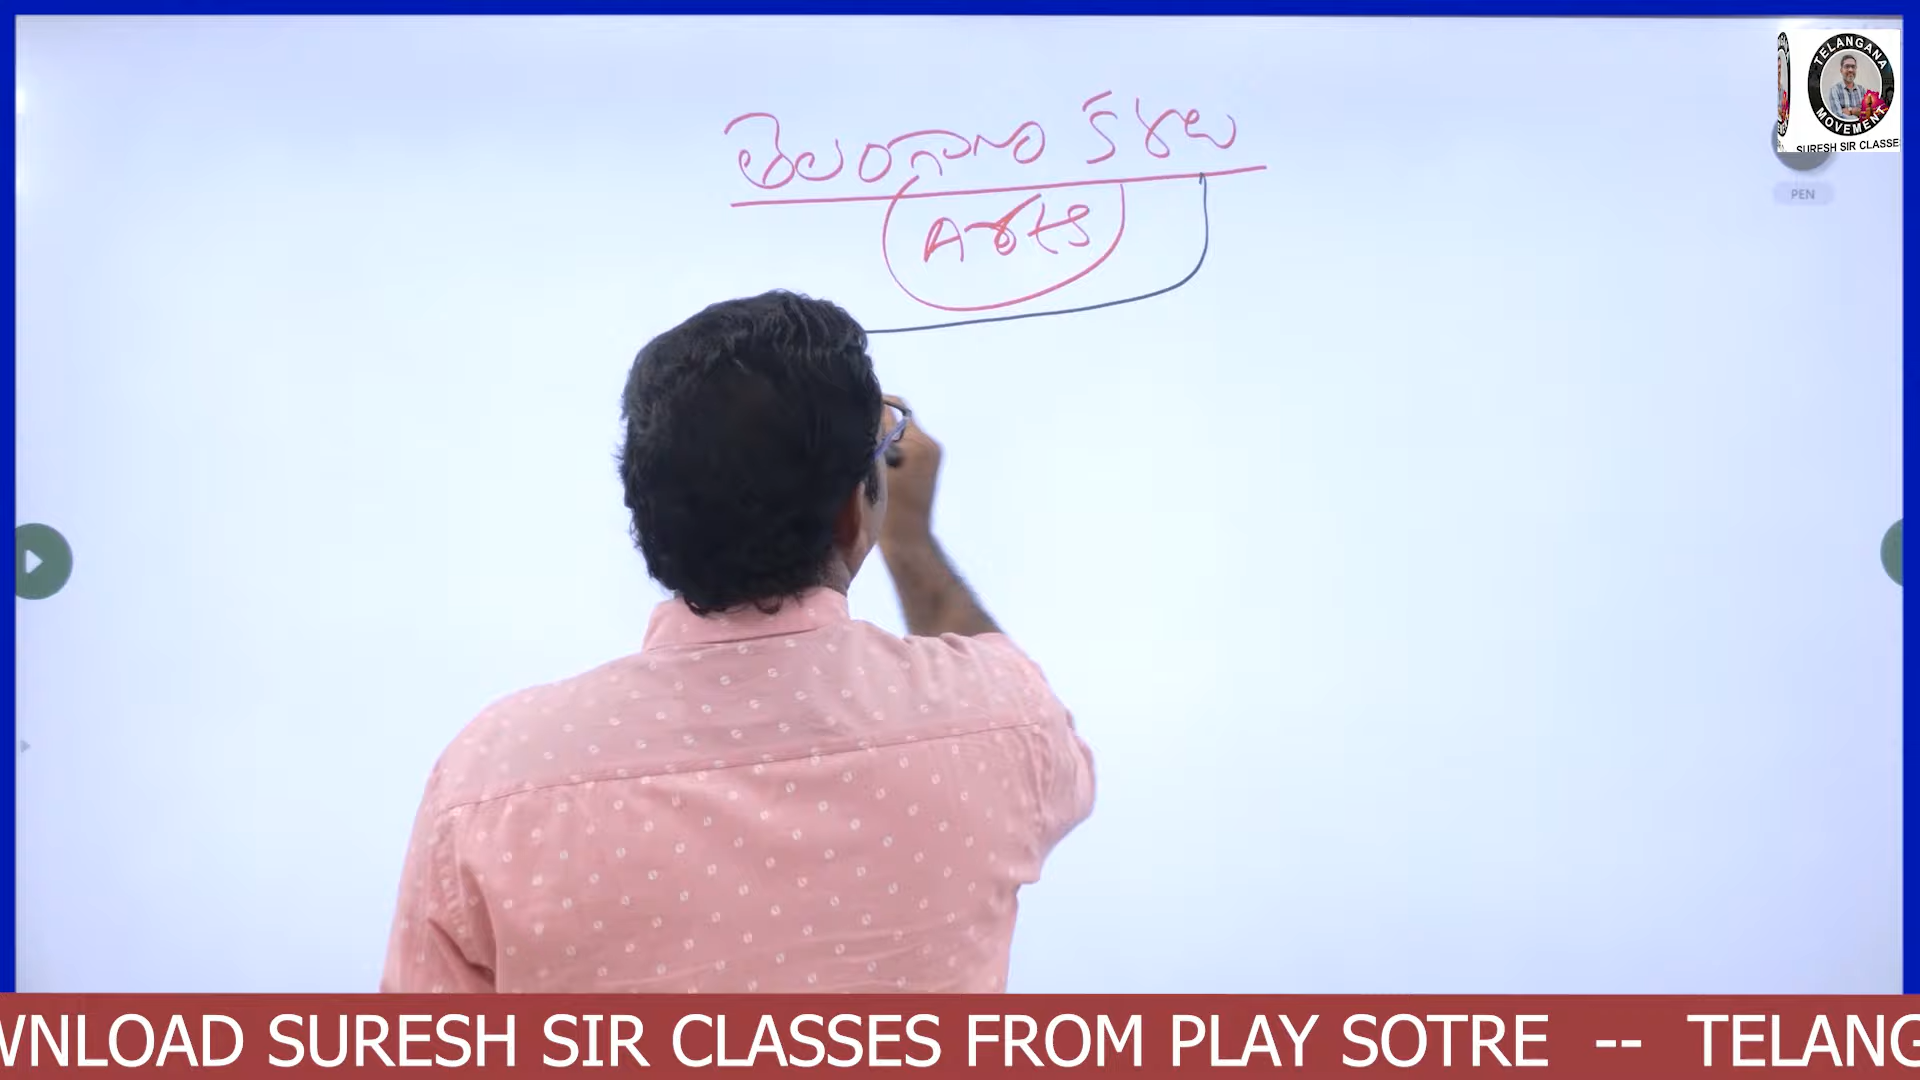 తెలంగాణ కళలు
Arts
TELANGANA
MOVEMENT
SURESH SIR CLASSE
PEN
WNLOAD SURESH SIR CLASSES FROM PLAY SOTRE -- TELANG